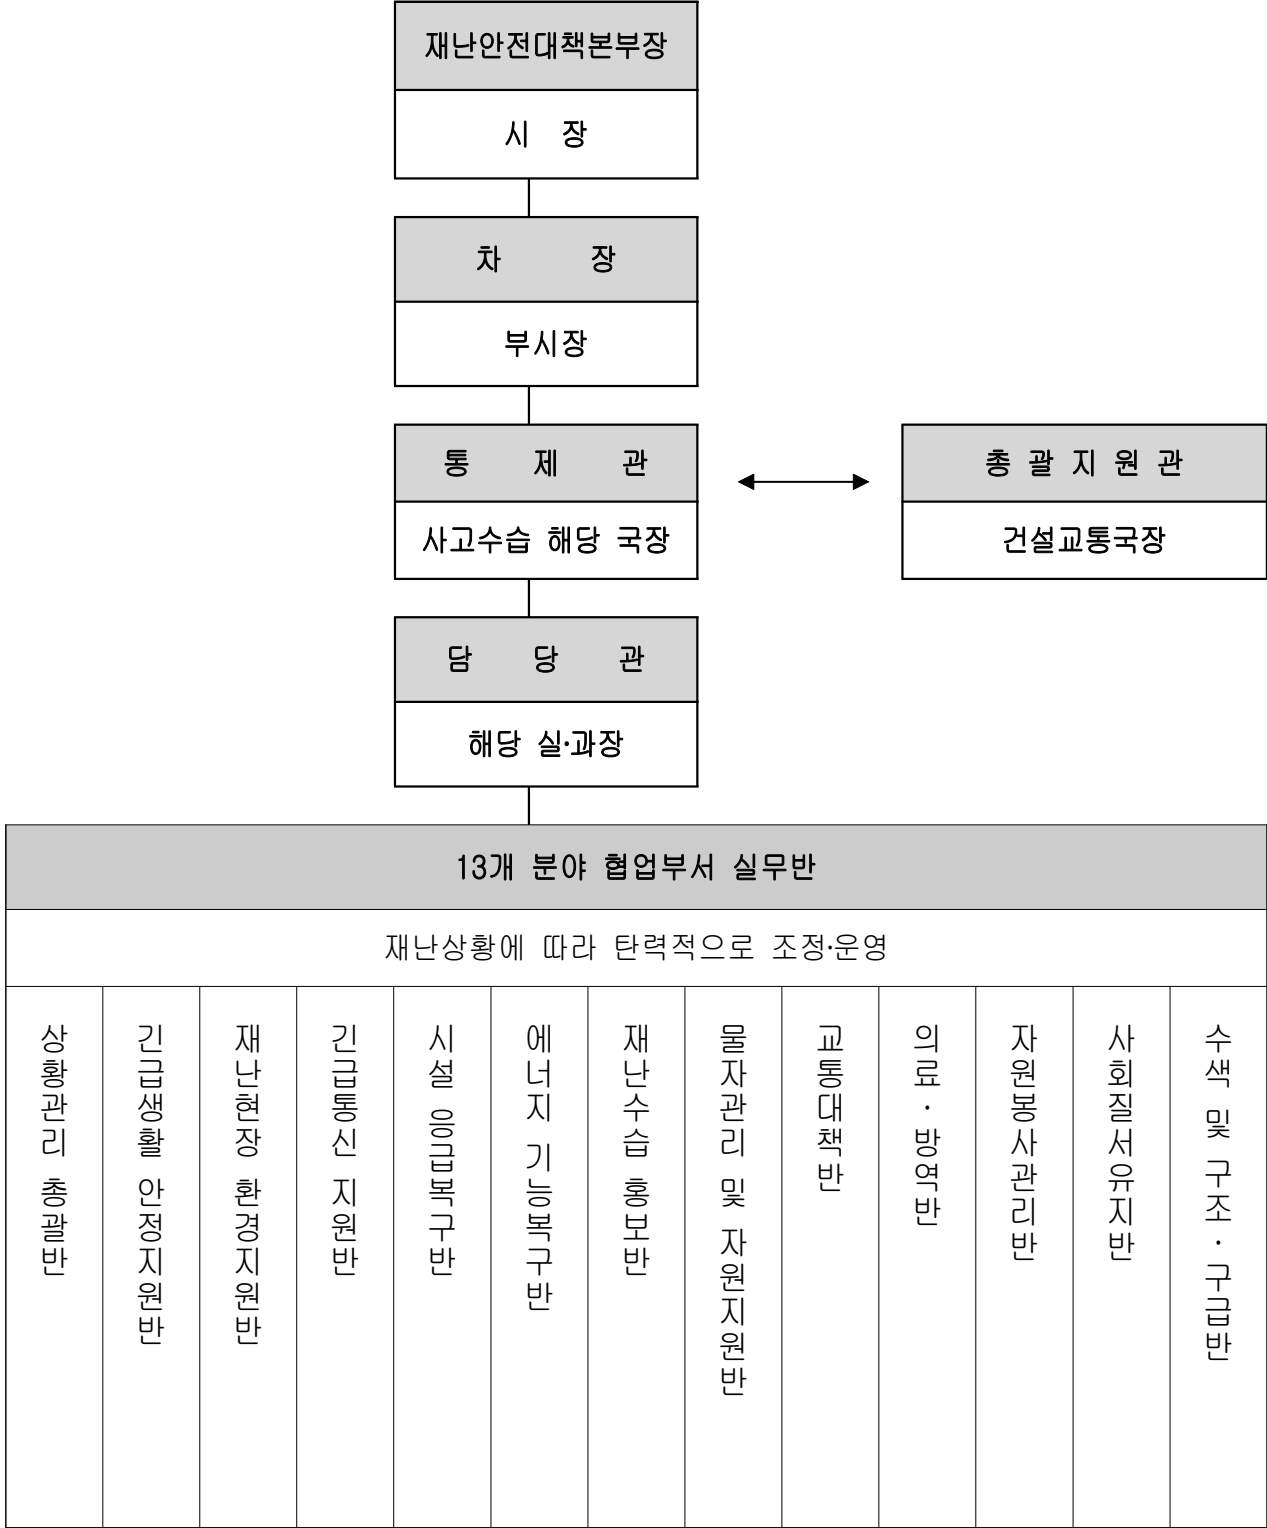 재난안전대책본부장
시 장
차 장
부시장
통 제 관
사고수습 해당 국장
총 괄 지 원 관
건설교통국장
담 당 관
해당 실·과장
13개 분야 협업부서 실무반
재난상황에 따라 탄력적으로 조정·운영
상황관리 총괄반
긴급생활 안정지원반
재난현장 환경지원반
긴급통신 지원반
시설 응급복구반
에너지 기능복구반
재난수습 홍보반
물자관리 및 자원지원반
교통대책반
의료·방역반
자원봉사관리반
사회질서유지반
수색 및 구조·구급반